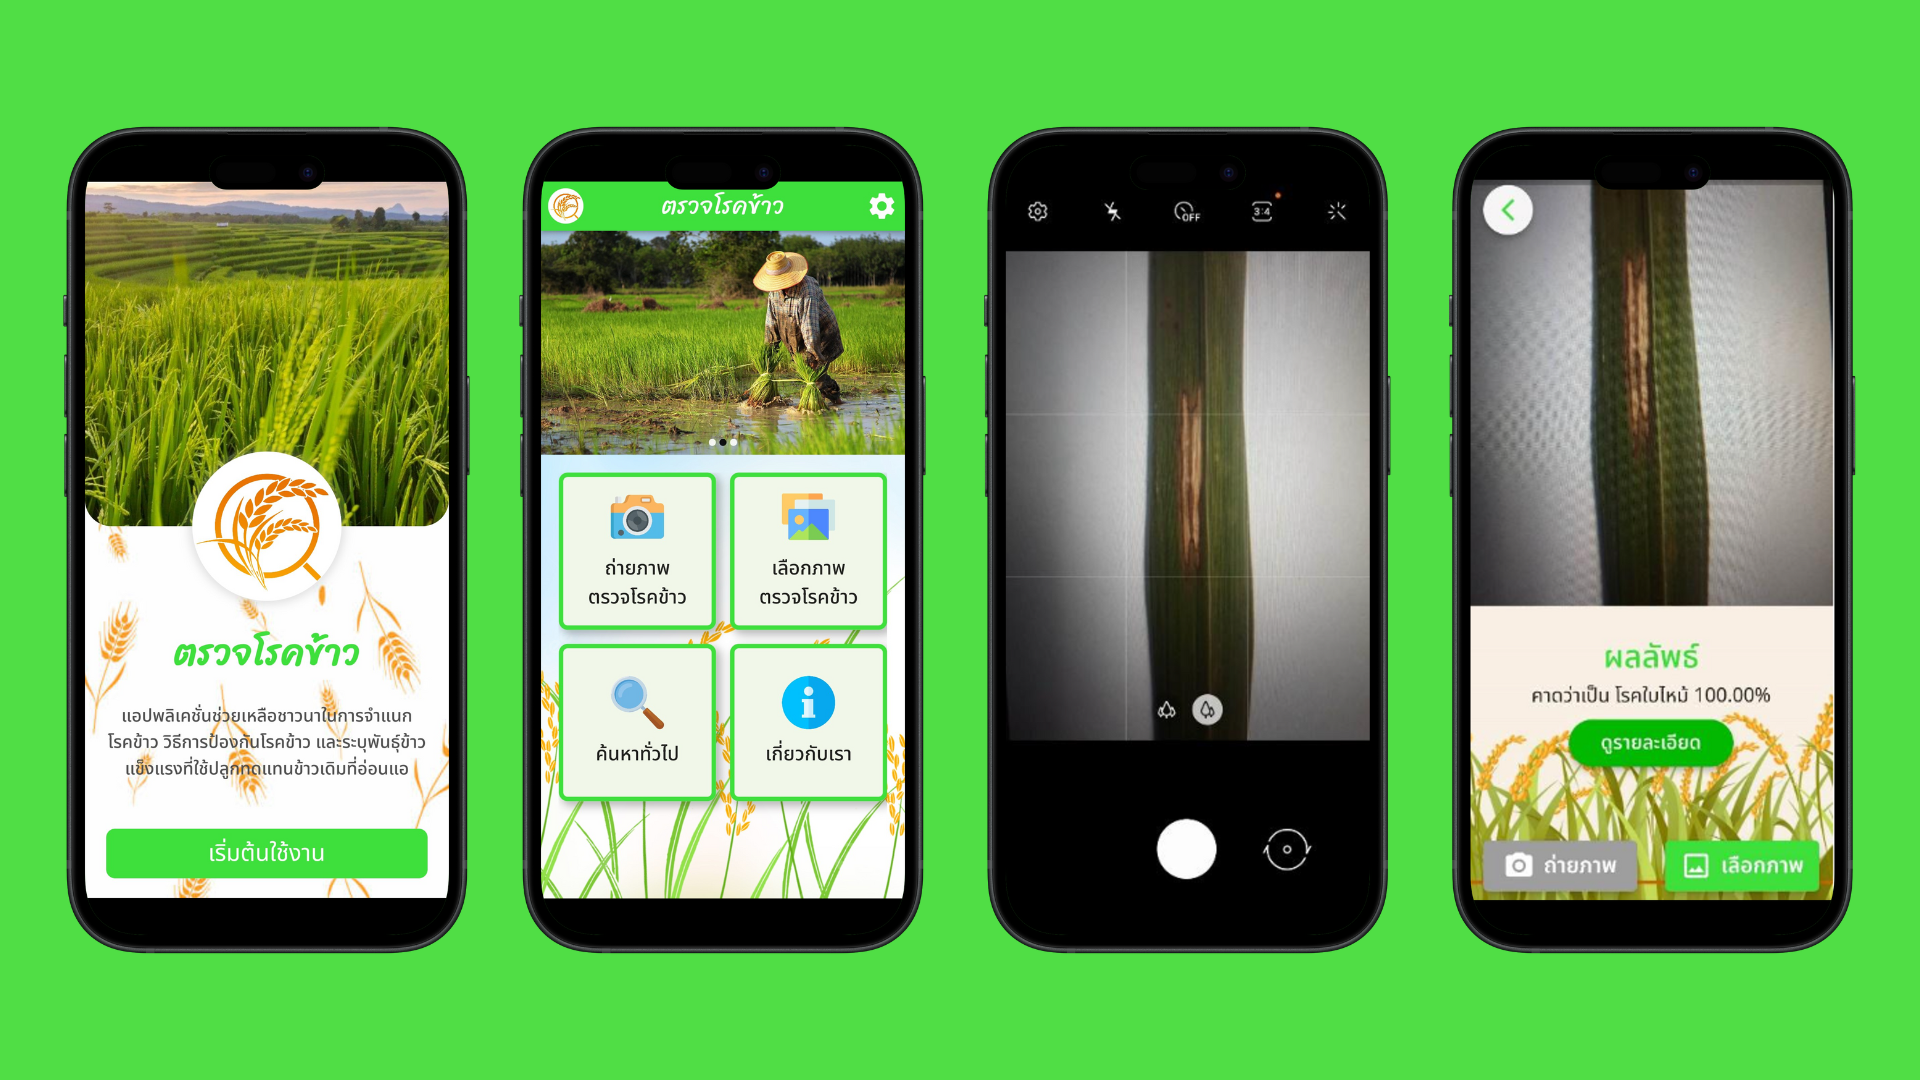 ตรวจโรคข้าว
แอปพลิเคชั่นช่วยเหลือชาวนาในการจำแนก
โรคข้าว วิธีการป้องกันโรคข้าว และระบุพันธุ์ข้าว
แข็งแรงที่ใช้ปลูกทดแทนข้าวเดิมที่อ่อนแอ
เริ่มต้นใช้งาน
ตรวจโรคข้าว
ถ่ายภาพ
ตรวจโรคข้าว
เลือกภาพ
ตรวจโรคข้าว
ค้นหาทั่วไป
เกี่ยวกับเรา
OFF
3:4
ผลลัพธ์
คาดว่าเป็น โรคใบไหม้ 100.00%
ดูรายละเอียด
ถ่ายภาพ
เลือกภาพ